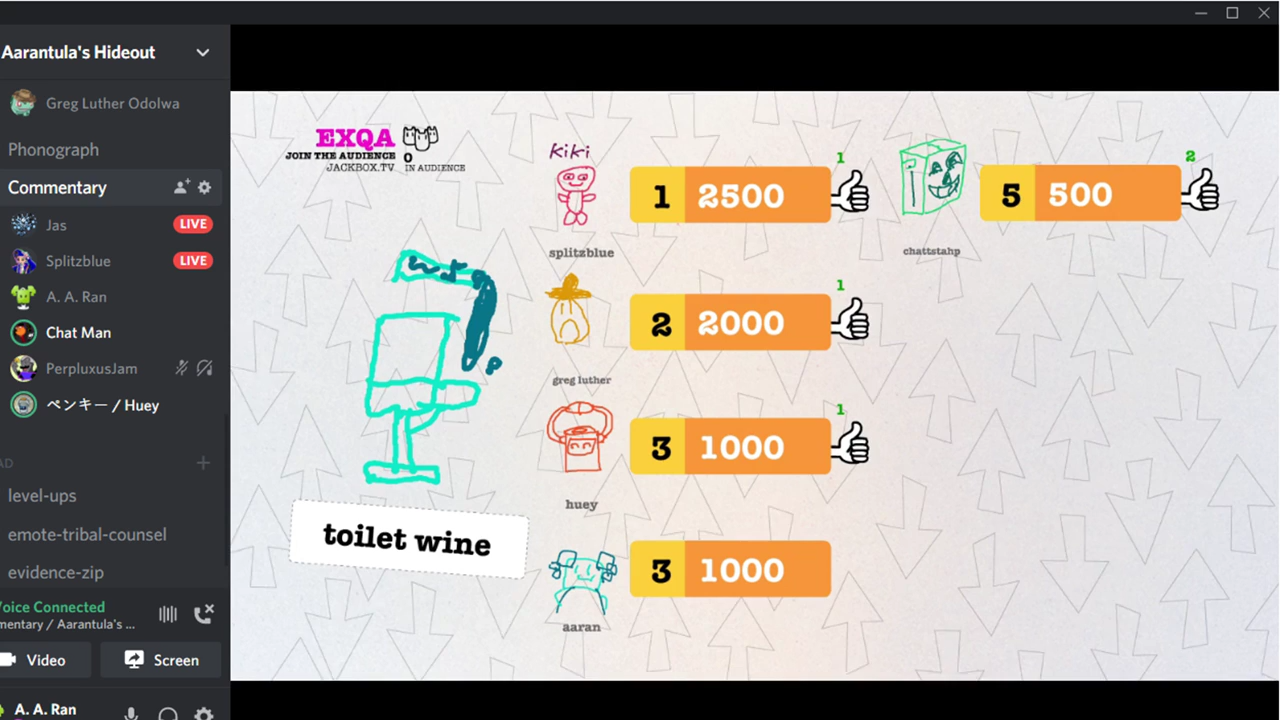 Aarantula's Hideout
Greg Luther Odolwa
Phonograph
Commentary
Jas LIVE
Splitzblue LIVE
A. A. Ran
Chat Man
PerpluxusJam
ペンキー / Huey
AD
level-ups
emote-tribal-counsel
evidence-zip
Voice Connected
mentary / Aarantula's ...
Video Screen
A. A. Ran
EXQA
JOIN THE AUDIENCE 0
JACKBOX.TV IN AUDIENCE
toilet wine
KiKi
1 2500 1
splitzblue
2 2000 1
greg luther
3 1000 1
huey
3 1000
aaran
5 500 2
chattstahp